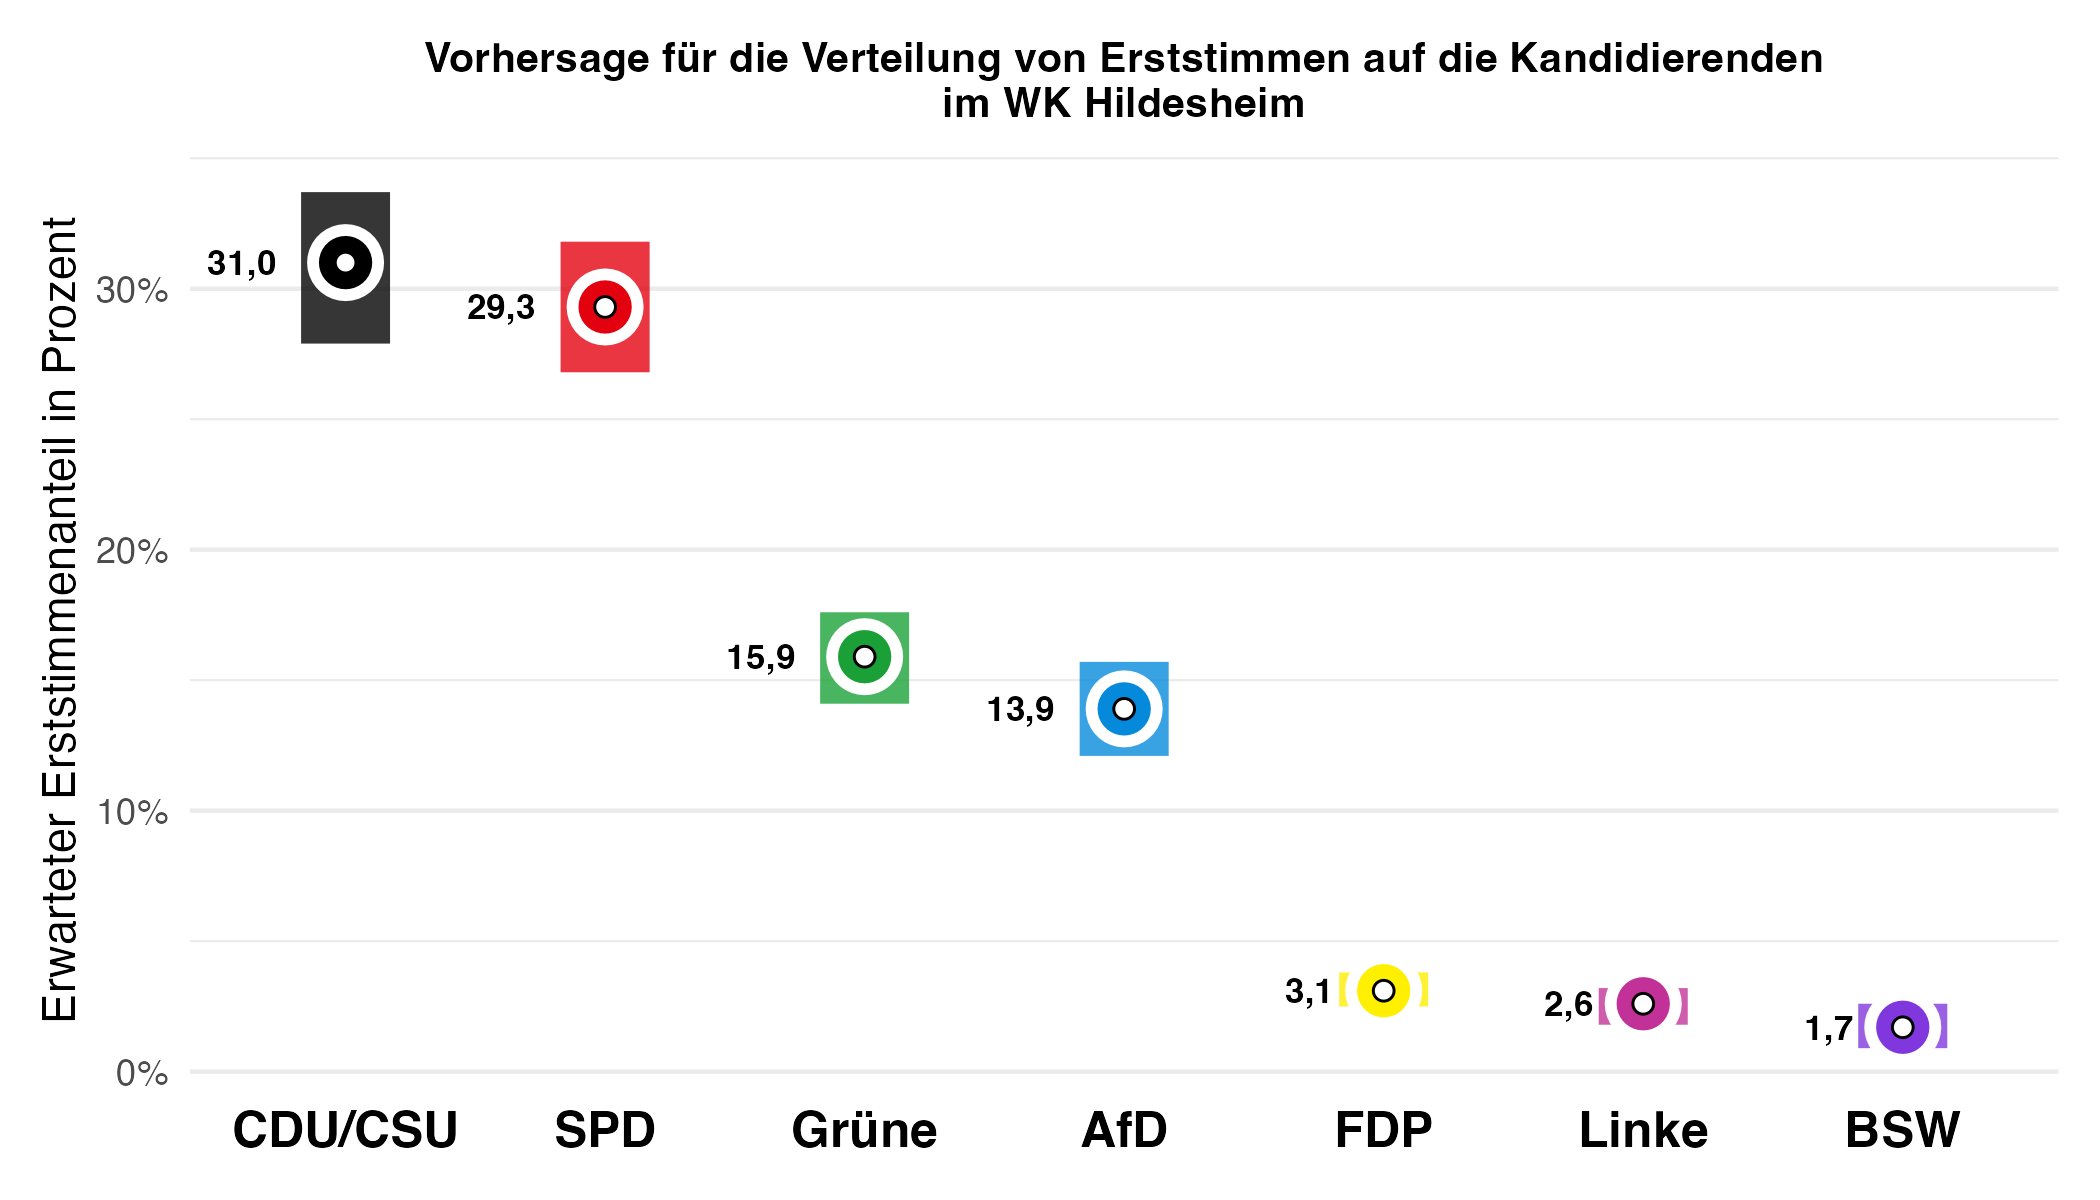 Vorhersage für die Verteilung von Erststimmen auf die Kandidierenden
im WK Hildesheim
Erwarteter Erststimmenanteil in Prozent
30%
20%
10%
0%
31,0
29,3
15,9
13,9
3,1
2,6
1,7
CDU/CSU
SPD
Grüne
AfD
FDP
Linke
BSW